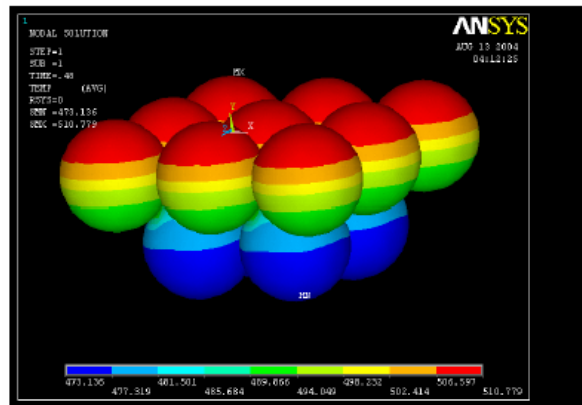 1
NODAL SOLUTION
STEP=1
SUB =1
TIME=.48
TEMP (AVG)
RSYS=0
SMN =473.136
SMX =510.779
ANSYS
AUG 13 2004
04:12:25
MX
Y
X
MN
473.136 481.501 489.866 498.232 506.597
477.319 485.684 494.049 502.414 510.779